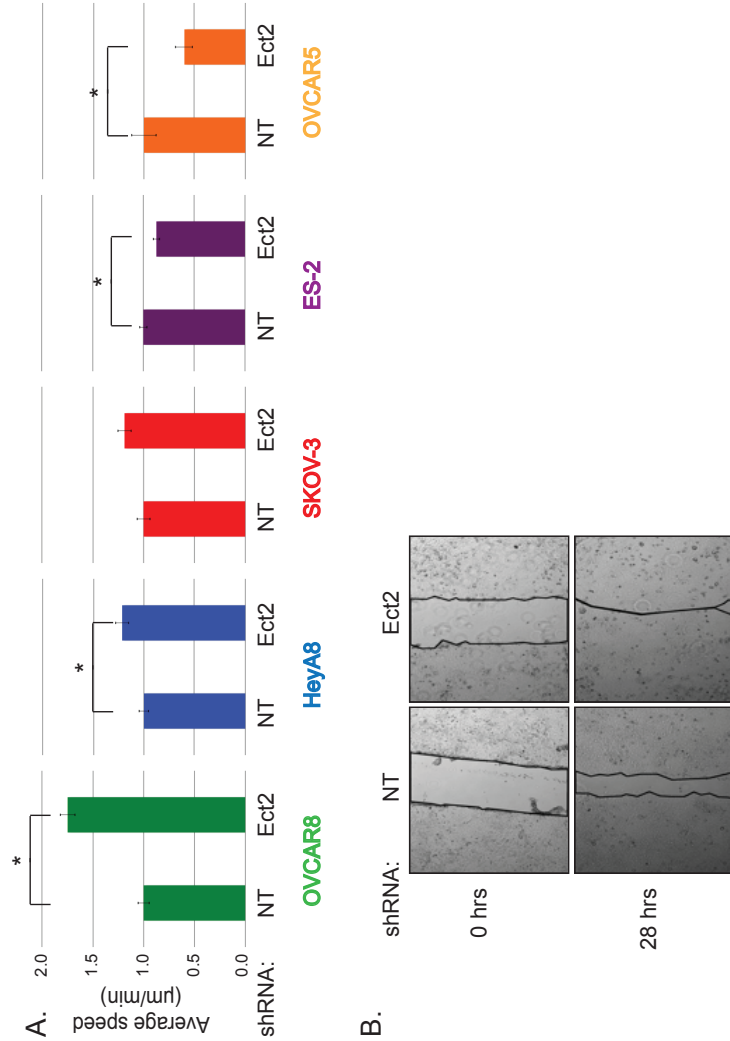 A.
Average speed
(µm/min)
2.0
1.5
1.0
0.5
0.0
* * * *
shRNA: NT Ect2 NT Ect2 NT Ect2 NT Ect2 NT Ect2
OVCAR8 HeyA8 SKOV-3 ES-2 OVCAR5
B.
shRNA: NT Ect2
0 hrs
28 hrs